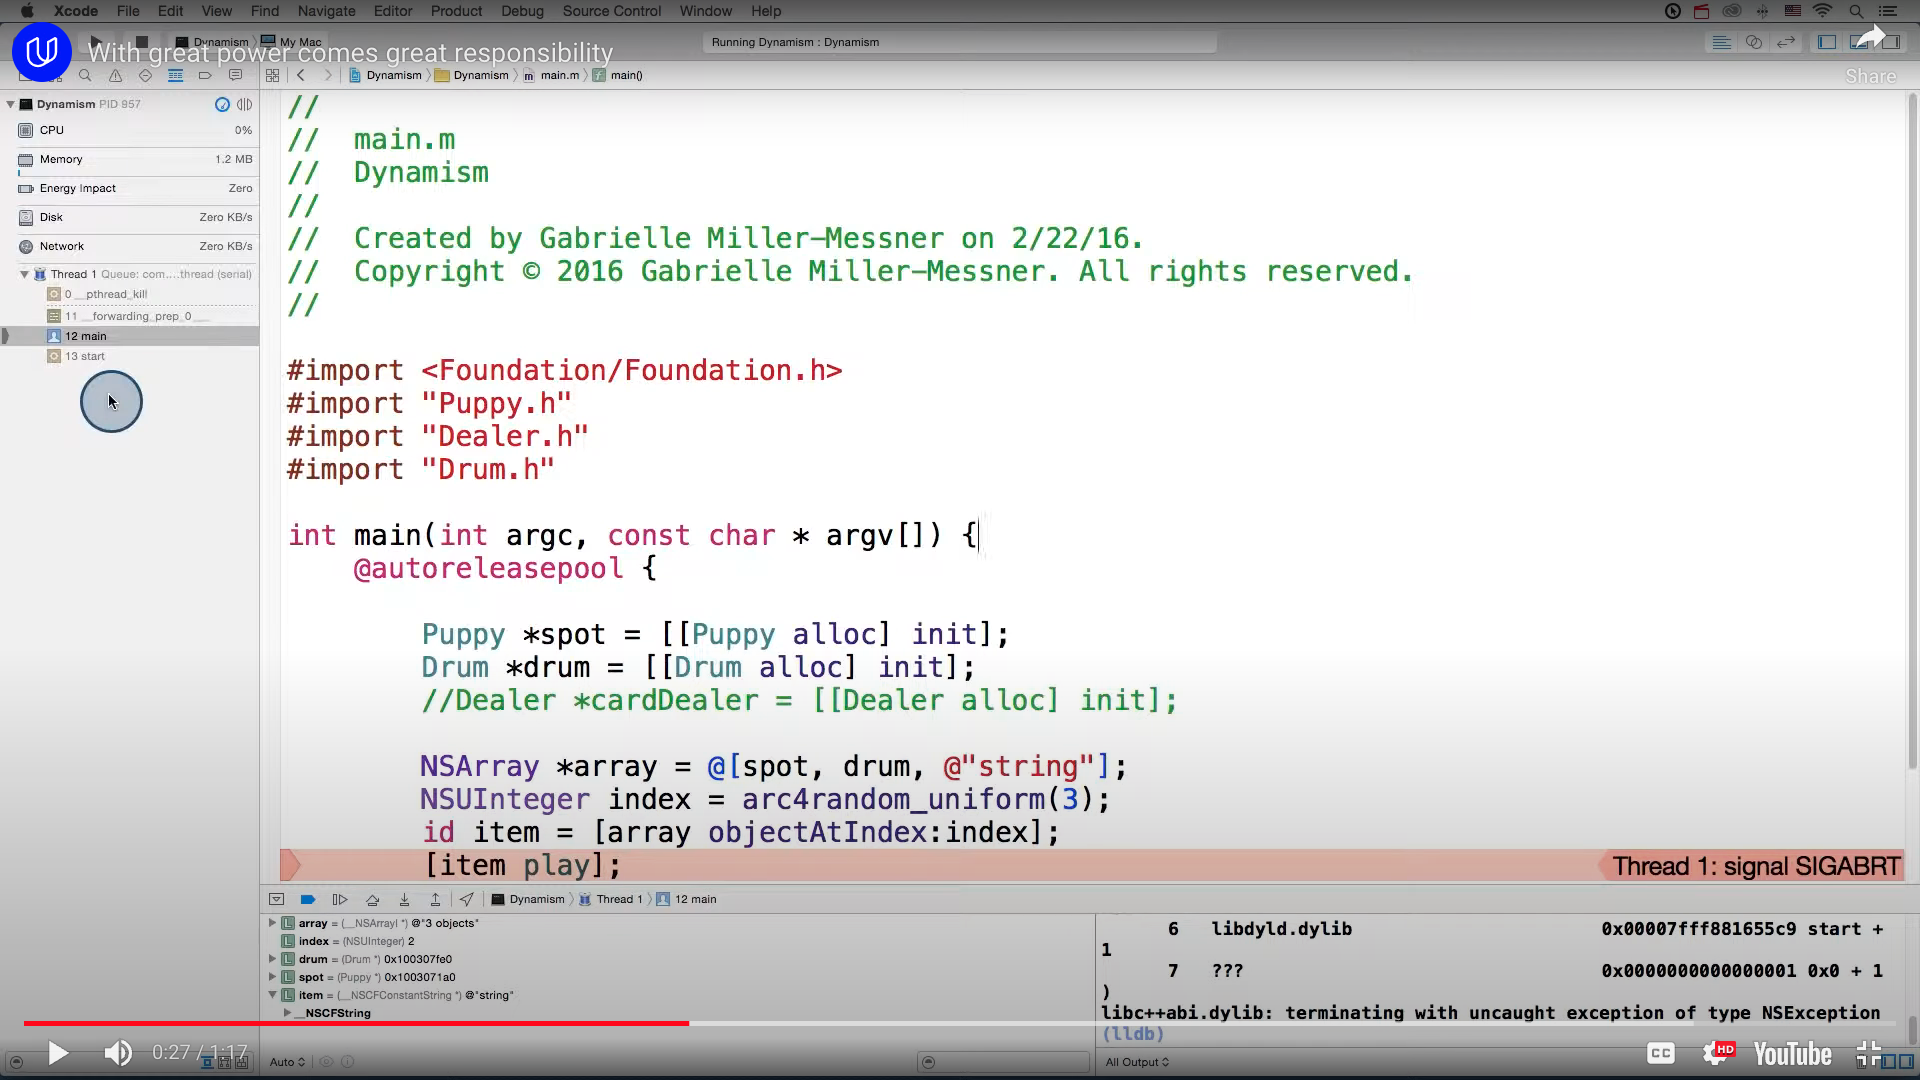 Xcode File Edit View Find Navigate Editor Product Debug Source Control Window Help
With great power comes great responsibility
Dynamism My Mac
Running Dynamism : Dynamism
Share
Dynamism Dynamism main.m main()
Dynamism PID 857
CPU 0%
Memory 1.2 MB
Energy Impact Zero
Disk Zero KB/s
Network Zero KB/s
Thread 1 Queue: com....thread (serial)
0 __pthread_kill
11 __forwarding_prep_0___
12 main
13 start
//
// main.m
// Dynamism
//
// Created by Gabrielle Miller-Messner on 2/22/16.
// Copyright © 2016 Gabrielle Miller-Messner. All rights reserved.
//
#import <Foundation/Foundation.h>
#import "Puppy.h"
#import "Dealer.h"
#import "Drum.h"
int main(int argc, const char * argv[]) {
@autoreleasepool {
Puppy *spot = [[Puppy alloc] init];
Drum *drum = [[Drum alloc] init];
//Dealer *cardDealer = [[Dealer alloc] init];
NSArray *array = @[spot, drum, @"string"];
NSUInteger index = arc4random_uniform(3);
id item = [array objectAtIndex:index];
[item play];
Thread 1: signal SIGABRT
Dynamism Thread 1 12 main
array = (__NSArrayI *) @"3 objects"
index = (NSUInteger) 2
drum = (Drum *) 0x100307fe0
spot = (Puppy *) 0x1003071a0
item = (__NSCFConstantString *) @"string"
__NSCFString
6 libdyld.dylib 0x00007fff881655c9 start +
1
7 ??? 0x0000000000000001 0x0 + 1
)
libc++abi.dylib: terminating with uncaught exception of type NSException
(lldb)
0:27 / 1:17
Auto
All Output
CC
HD
YouTube